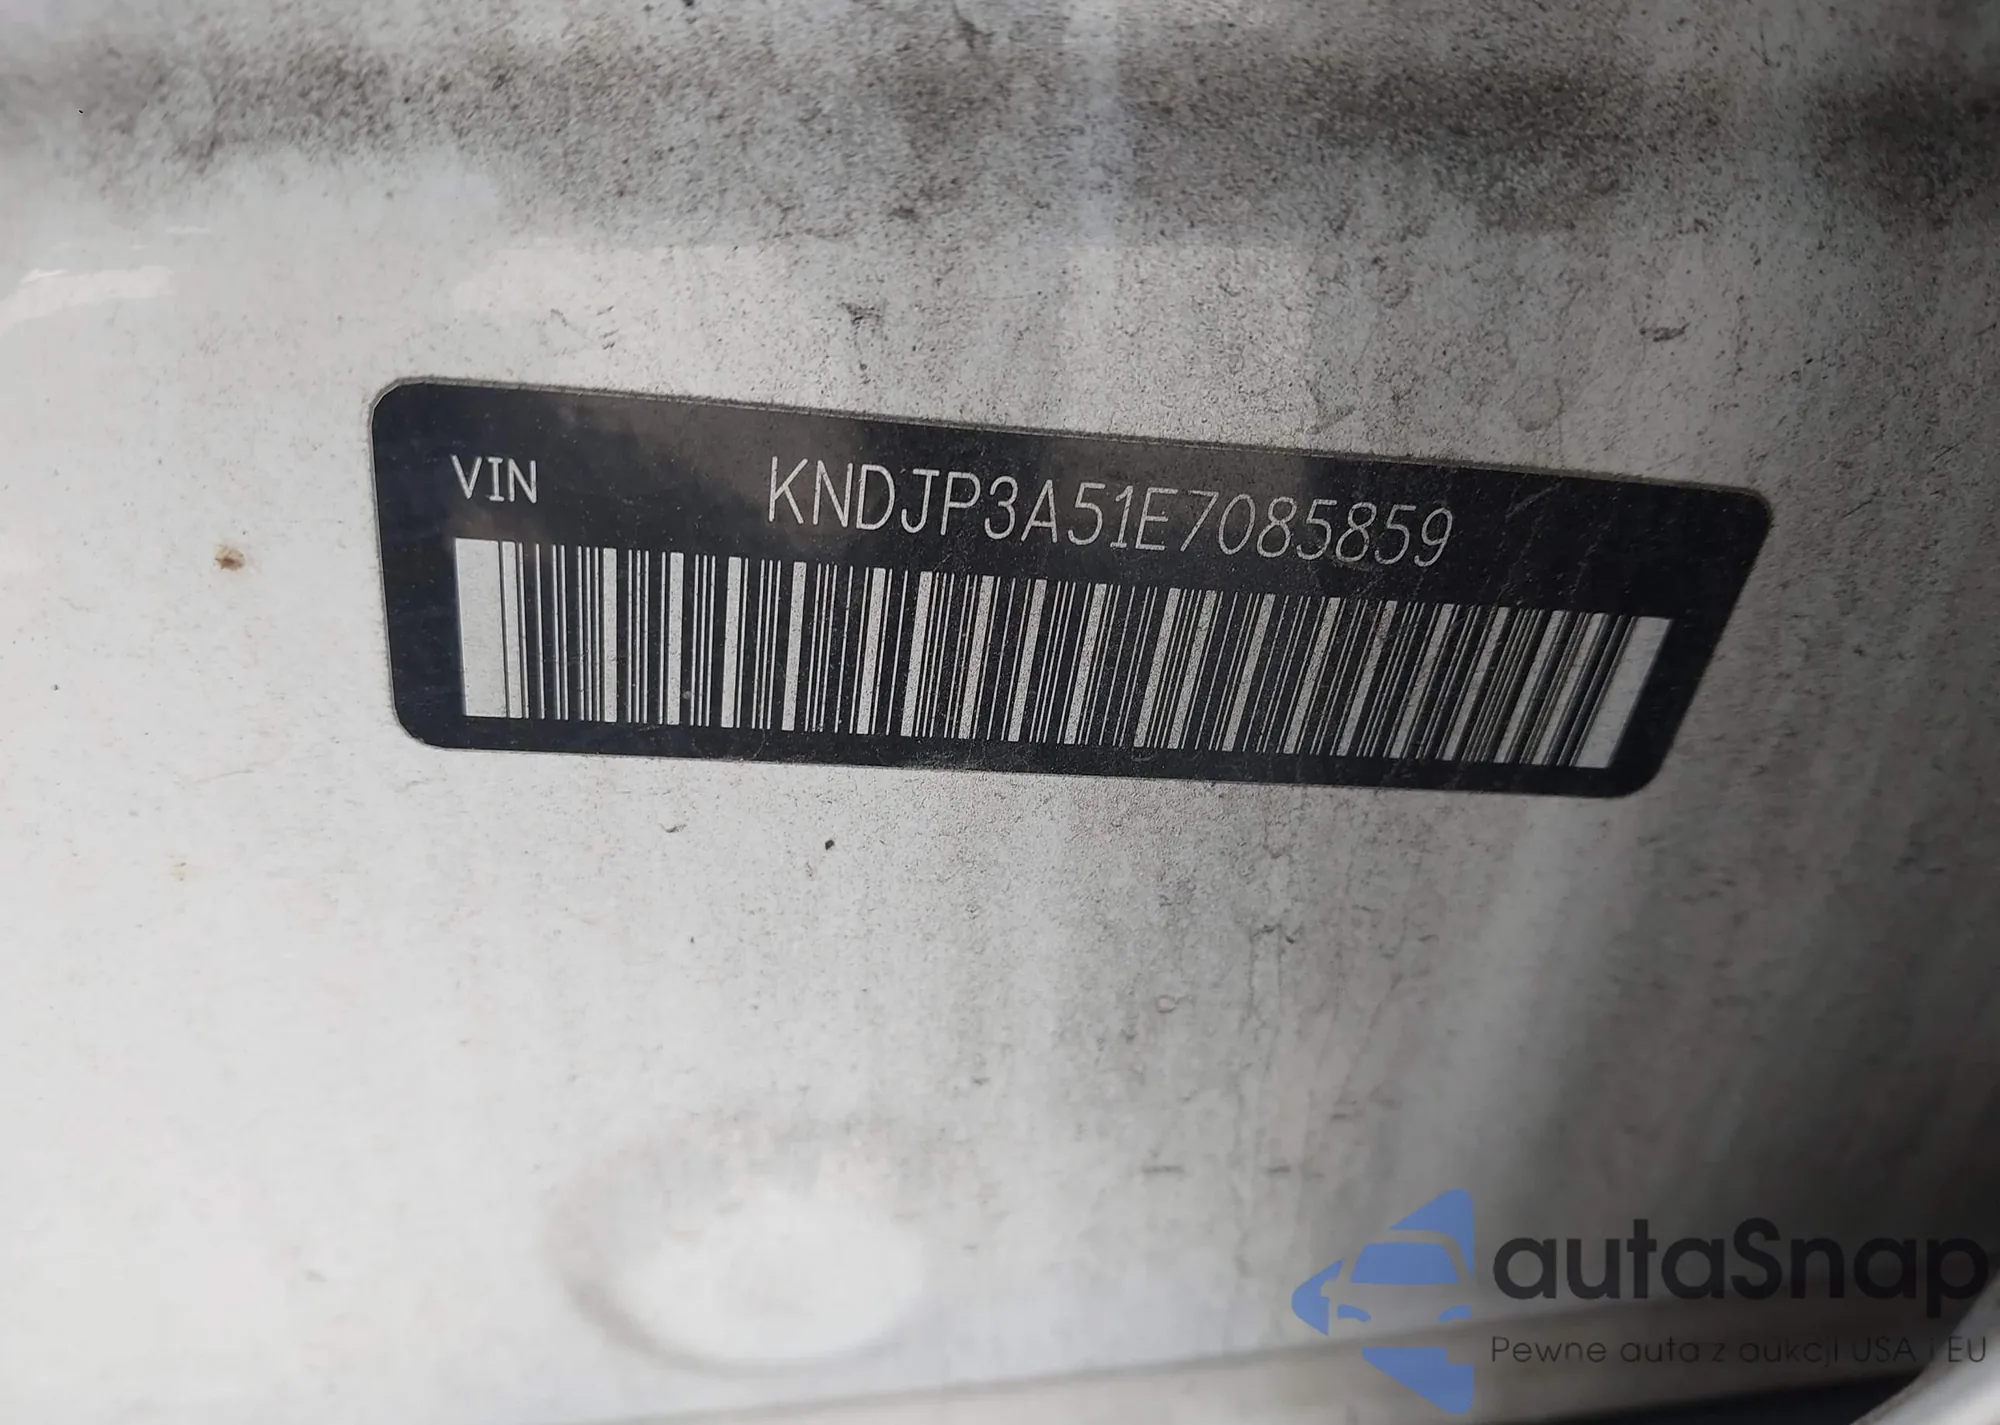 VIN KNDJP3A51E7085859
autaSnap
Pewne auta z aukcji USA i EU